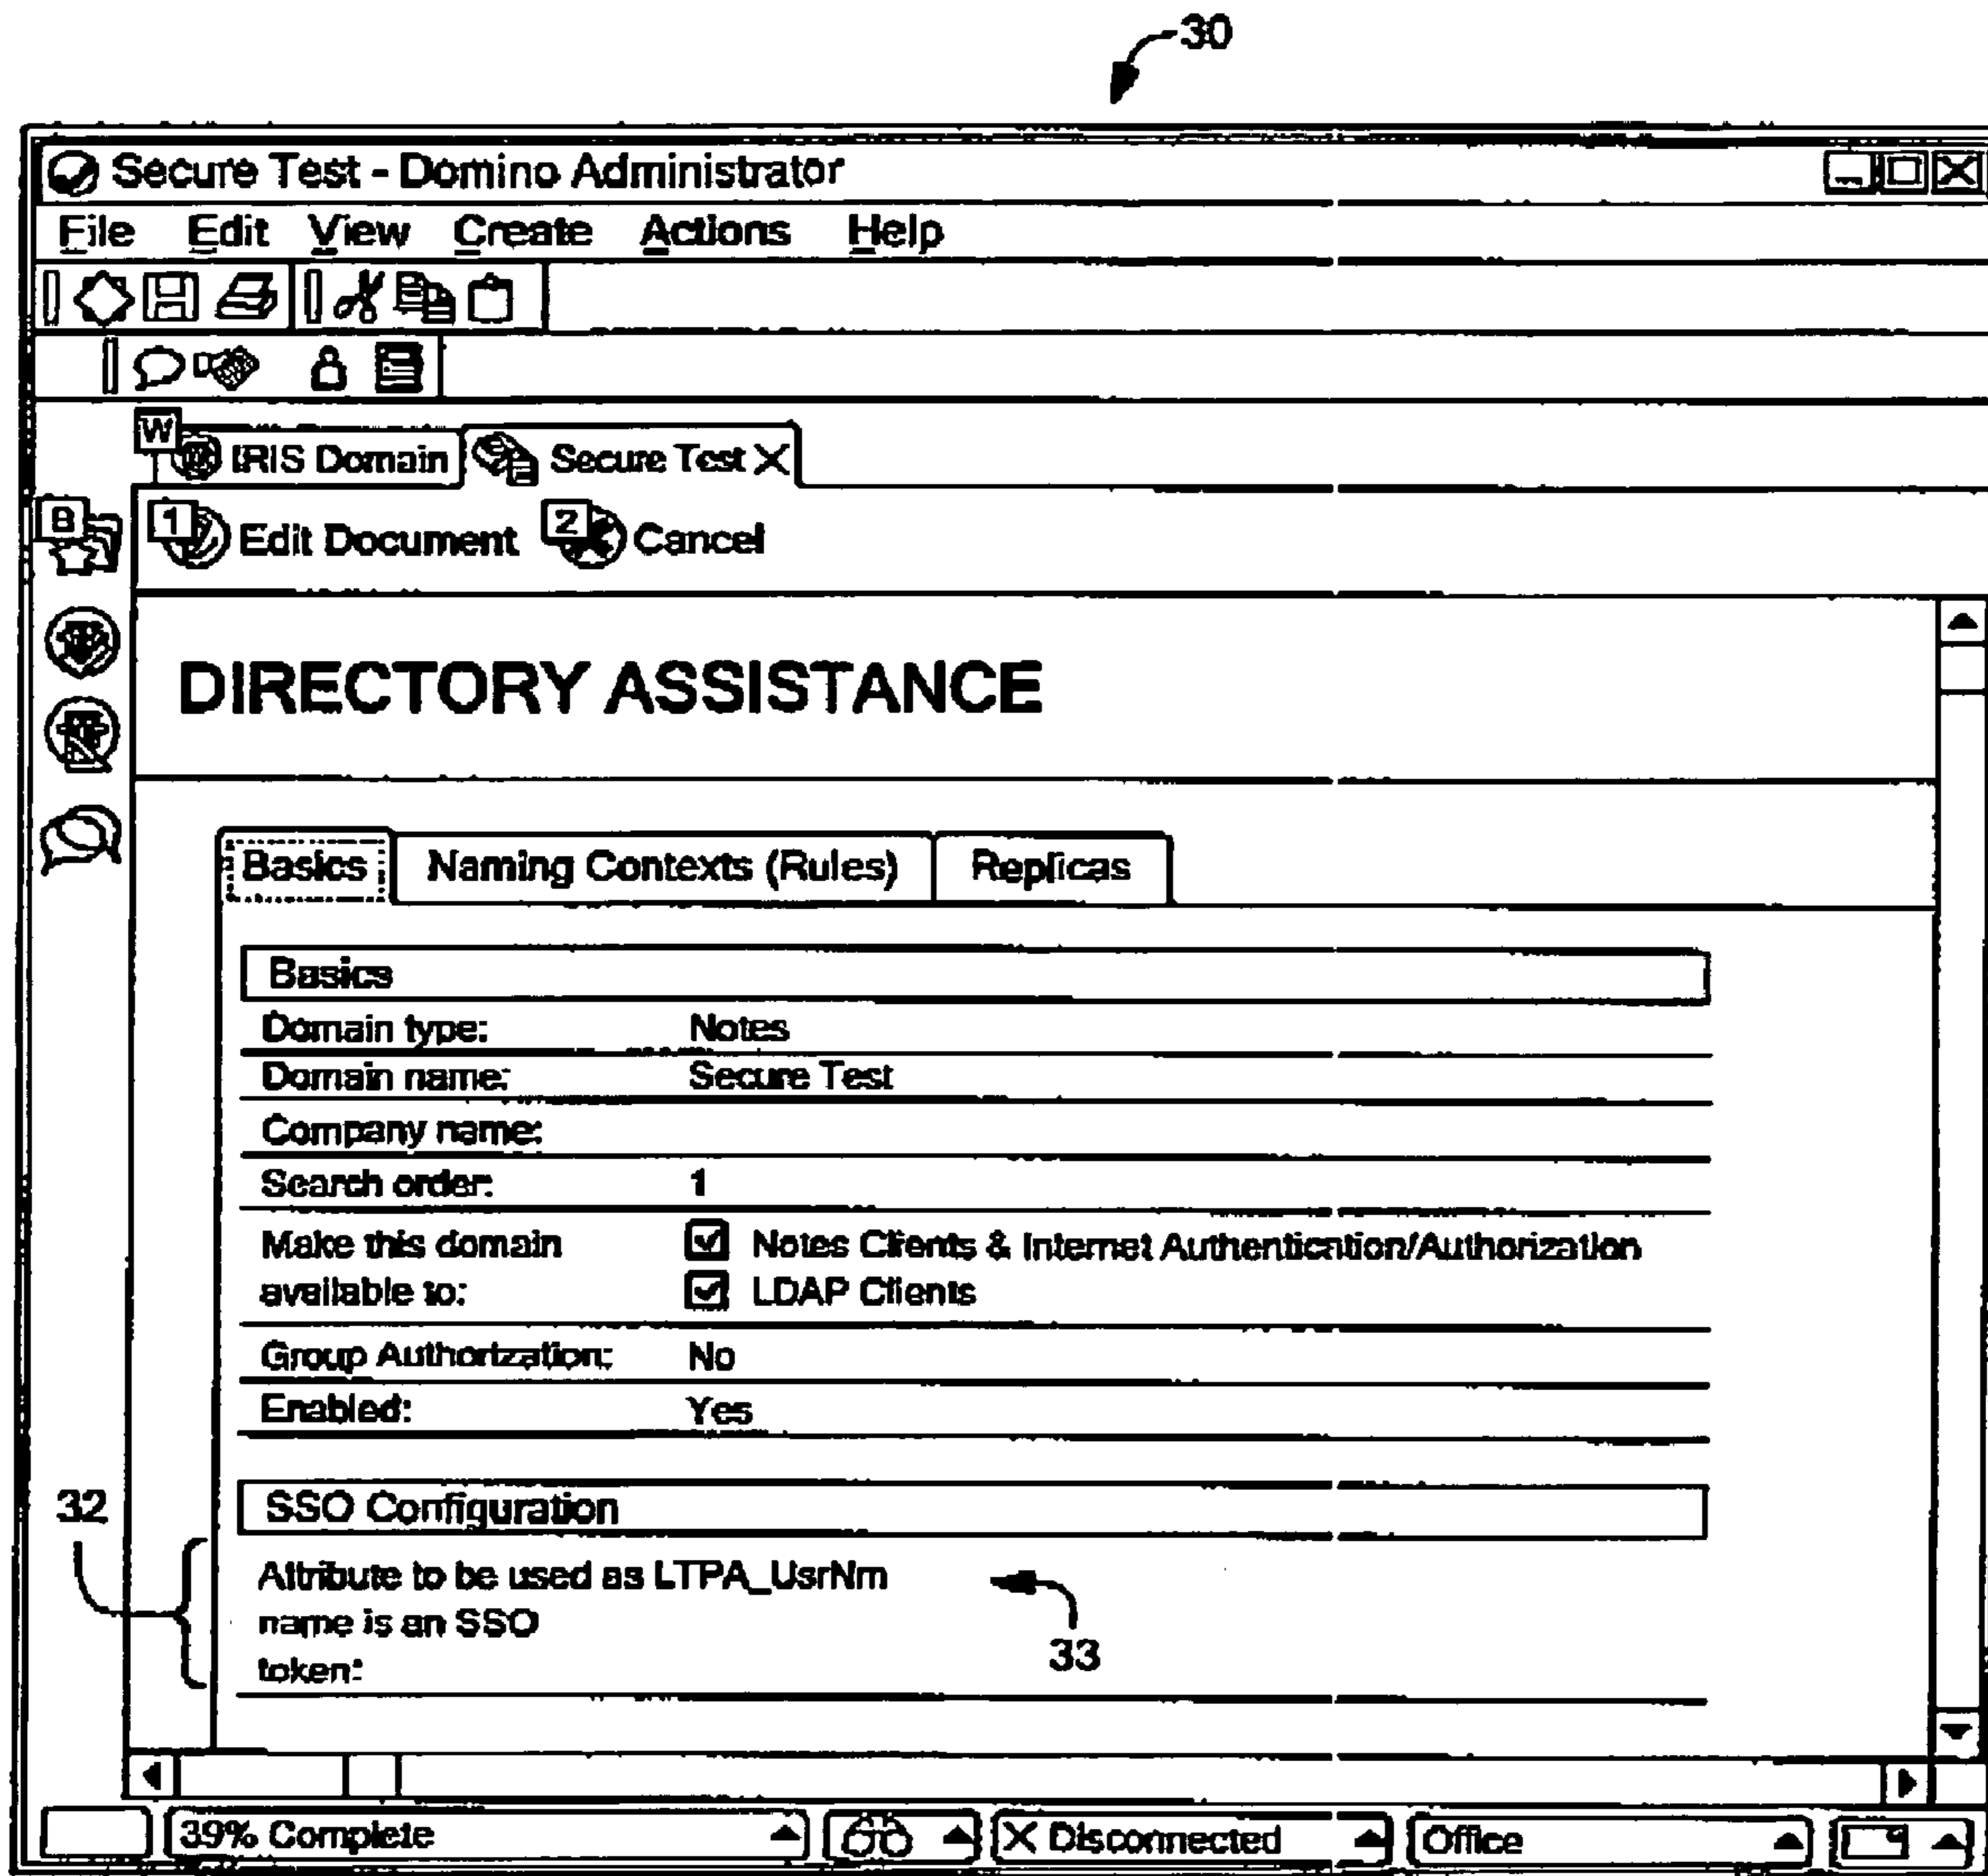 30
Secure Test - Domino Administrator
File Edit View Create Actions Help
W
IRIS Domain Secure Test X
B 1 Edit Document 2 Cancel
DIRECTORY ASSISTANCE
Basics Naming Contexts (Rules) Replicas
Basics
Domain type: Notes
Domain name: Secure Test
Company name:
Search order: 1
Make this domain Notes Clients & Internet Authentication/Authorization
available to: LDAP Clients
Group Authorization: No
Enabled: Yes
32
SSO Configuration
Attribute to be used as LTPA_UsrNm
name is an SSO
33
token:
39% Complete X Disconnected Office